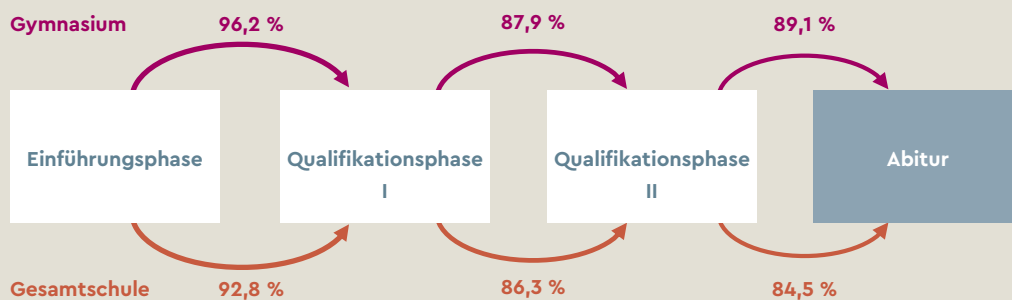 Gymnasium 96,2 % 87,9 % 89,1 %
Einführungsphase Qualifikationsphase Qualifikationsphase Abitur
I II
Gesamtschule 92,8 % 86,3 % 84,5 %